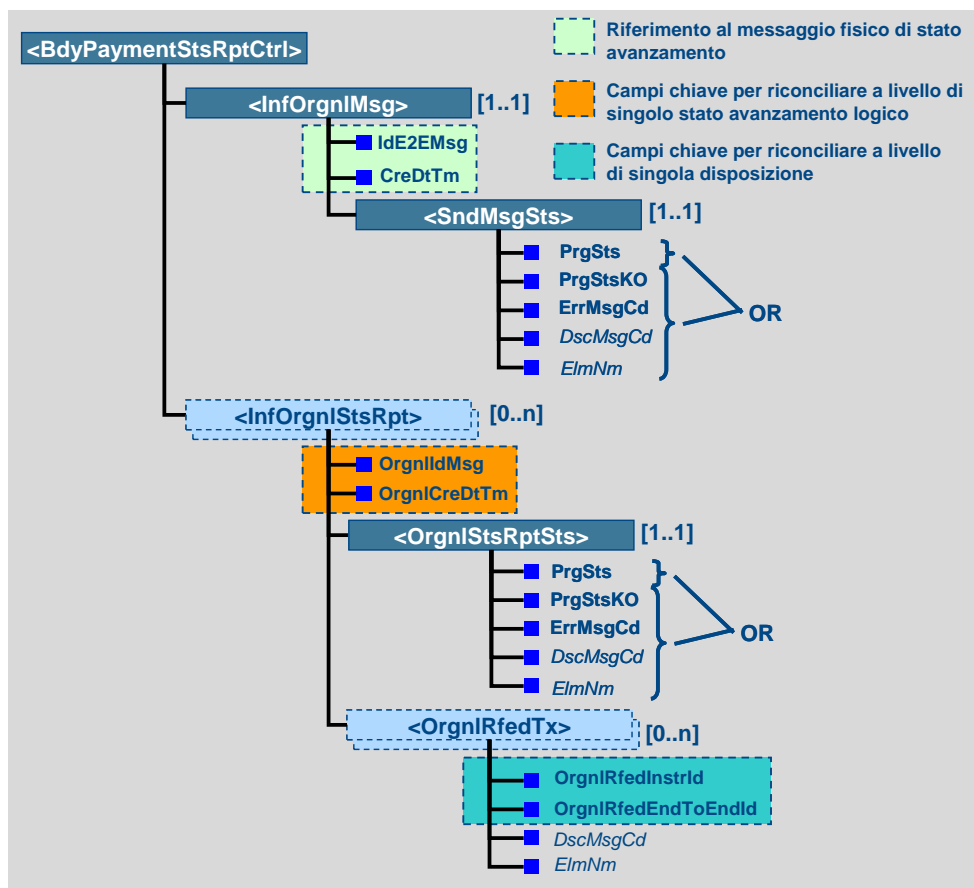 <BdyPaymentStsRptCtrl>
Riferimento al messaggio fisico di stato
avanzamento
Campi chiave per riconciliare a livello di
singolo stato avanzamento logico
Campi chiave per riconciliare a livello
di singola disposizione
<InfOrgnlMsg>
[1..1]
IdE2EMsg
CreDtTm
<SndMsgSts>
[1..1]
PrgSts
PrgStsKO
ErrMsgCd
DscMsgCd
ElmNm
OR
<InfOrgnlStsRpt>
[0..n]
OrgnlIdMsg
OrgnlCreDtTm
<OrgnlStsRptSts>
[1..1]
PrgSts
PrgStsKO
ErrMsgCd
DscMsgCd
ElmNm
OR
<OrgnlRfedTx>
[0..n]
OrgnlRfedInstrId
OrgnlRfedEndToEndId
DscMsgCd
ElmNm